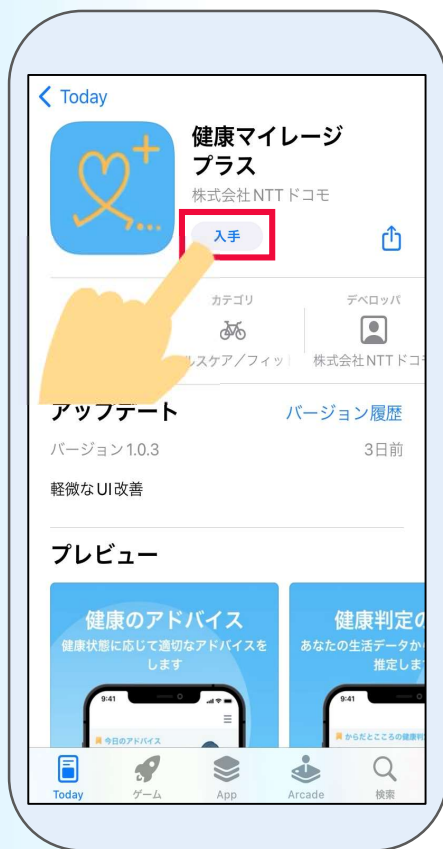 Today
健康マイレージ
プラス
株式会社NTTドコモ
入手
カテゴリ
デベロッパ
ルスケア/フィッ
株式会社NTTドコ
アップデート
バージョン履歴
バージョン 1.0.3
3日前
軽微なUI改善
プレビュー
健康のアドバイス
健康状態に応じて適切なアドバイスを
します
9:41
今日のアドバイス
健康判定の
あなたの生活データか
推定しま
9:41
からだとこころの健康判
Today
ゲーム
App
Arcade
検索